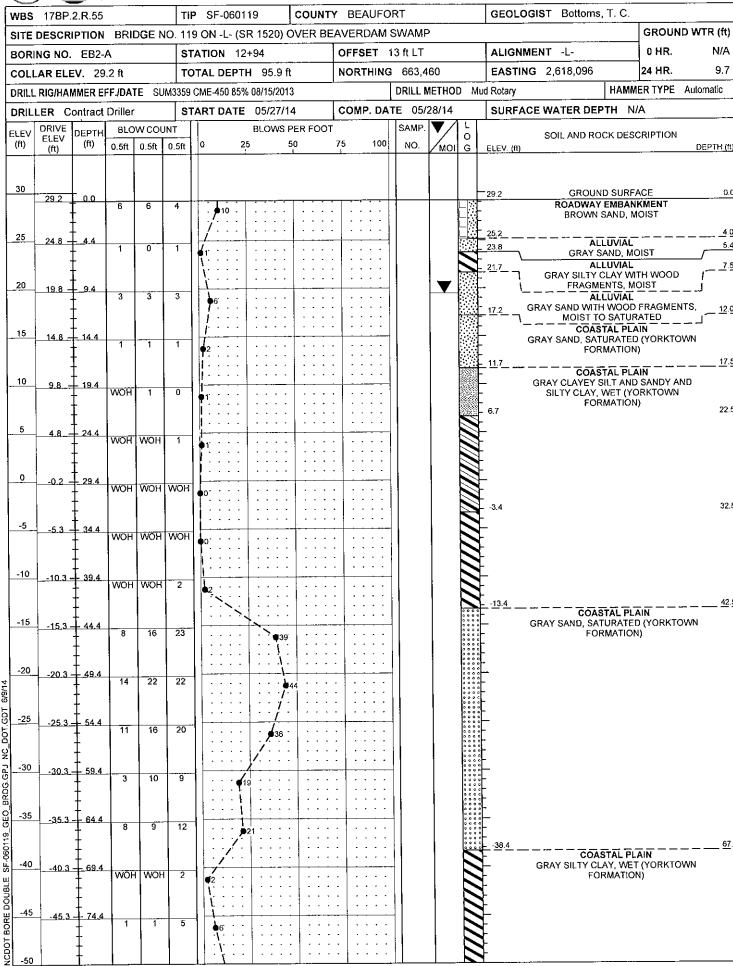 WBS 17BP.2.R.55 TIP SF-060119 COUNTY BEAUFORT GEOLOGIST Bottoms, T. C.
SITE DESCRIPTION BRIDGE NO. 119 ON -L- (SR 1520) OVER BEAVERDAM SWAMP GROUND WTR (ft)
BORING NO. EB2-A STATION 12+94 OFFSET 13 ft LT ALIGNMENT -L- 0 HR. N/A
COLLAR ELEV. 29.2 ft TOTAL DEPTH 95.9 ft NORTHING 663,460 EASTING 2,618,096 24 HR. 9.7
DRILL RIG/HAMMER EFF./DATE SUM3359 CME-450 85% 08/15/2013 DRILL METHOD Mud Rotary HAMMER TYPE Automatic
DRILLER Contract Driller START DATE 05/27/14 COMP. DATE 05/28/14 SURFACE WATER DEPTH N/A
ELEV (ft) DRIVE ELEV (ft) DEPTH (ft) BLOW COUNT BLOWS PER FOOT SAMP. NO. MOI LOG SOIL AND ROCK DESCRIPTION
0.5ft 0.5ft 0.5ft 0 25 50 75 100 ELEV. (ft) DEPTH (ft)
30
29.2 0.0 6 6 4 10 29.2 GROUND SURFACE 0.0
ROADWAY EMBANKMENT
BROWN SAND, MOIST
25 25.2 4.0
24.8 4.4 1 0 1 1 23.8 ALLUVIAL 5.4
GRAY SAND, MOIST
21.7 ALLUVIAL 7.5
GRAY SILTY CLAY WITH WOOD
FRAGMENTS, MOIST
20 19.8 9.4 3 3 3 6
ALLUVIAL
17.2 GRAY SAND WITH WOOD FRAGMENTS, 12.0
MOIST TO SATURATED
15 14.8 14.4 1 1 1 2 COASTAL PLAIN
GRAY SAND, SATURATED (YORKTOWN
FORMATION)
11.7 17.5
COASTAL PLAIN
10 9.8 19.4 WOH 1 0 1 GRAY CLAYEY SILT AND SANDY AND
SILTY CLAY, WET (YORKTOWN
FORMATION)
6.7 22.5
5 4.8 24.4 WOH WOH 1 1
0 -0.2 29.4 WOH WOH WOH 0
-3.4 32.5
-5 -5.3 34.4 WOH WOH WOH 0
-10 -10.3 39.4 WOH WOH 2 2
-13.4 42.5
COASTAL PLAIN
-15 -15.3 44.4 8 16 23 39 GRAY SAND, SATURATED (YORKTOWN
FORMATION)
-20 -20.3 49.4 14 22 22 44
-25 -25.3 54.4 11 16 20 36
-30 -30.3 59.4 3 10 9 19
-35 -35.3 64.4 8 9 12 21
-38.4 67.
COASTAL PLAIN
-40 -40.3 69.4 WOH WOH 2 2 GRAY SILTY CLAY, WET (YORKTOWN
FORMATION)
-45 -45.3 74.4 1 1 5 6
-50
NCDOT BORE DOUBLE SF-060119_GEO_BRDG.GPJ NC_DOT.GDT 6/9/14